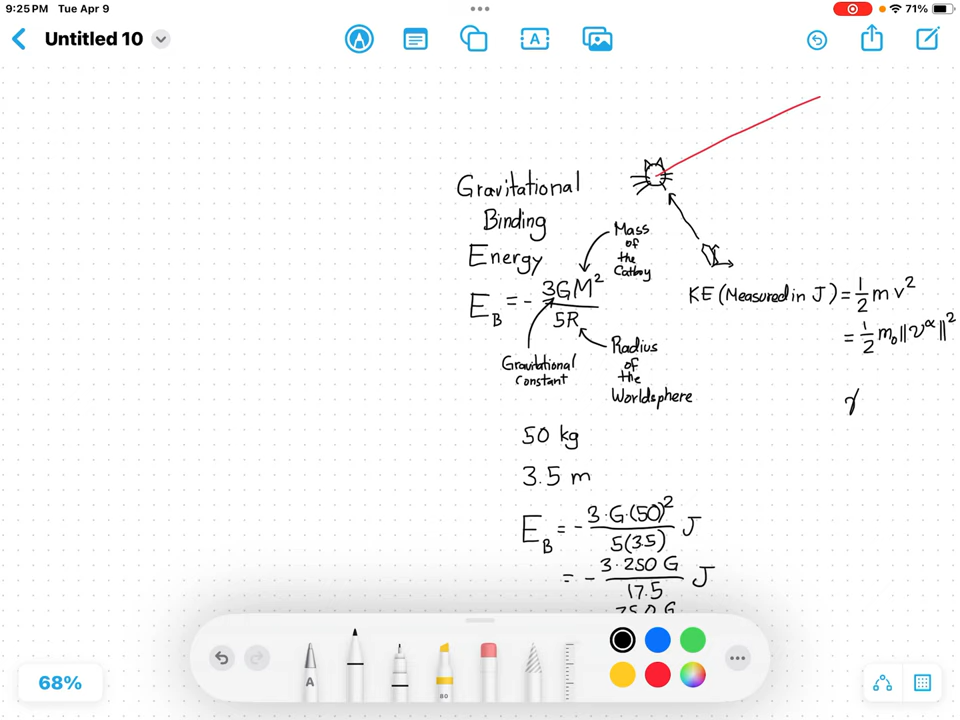 9:25 PM Tue Apr 9
71%
Untitled 10
A
Gravitational
Binding
Energy
E_B = - 3GM² / 5R
Mass
of
the
Catboy
Gravitational
Constant
Radius
of
the
Worldsphere
KE (Measured in J) = 1/2 m v²
= 1/2 m₀ ||v^α||²
γ
50 kg
3.5 m
E_B = - 3·G·(50)² / 5(3.5) J
= - 3·250 G / 17.5 J
750 G
A
80
68%